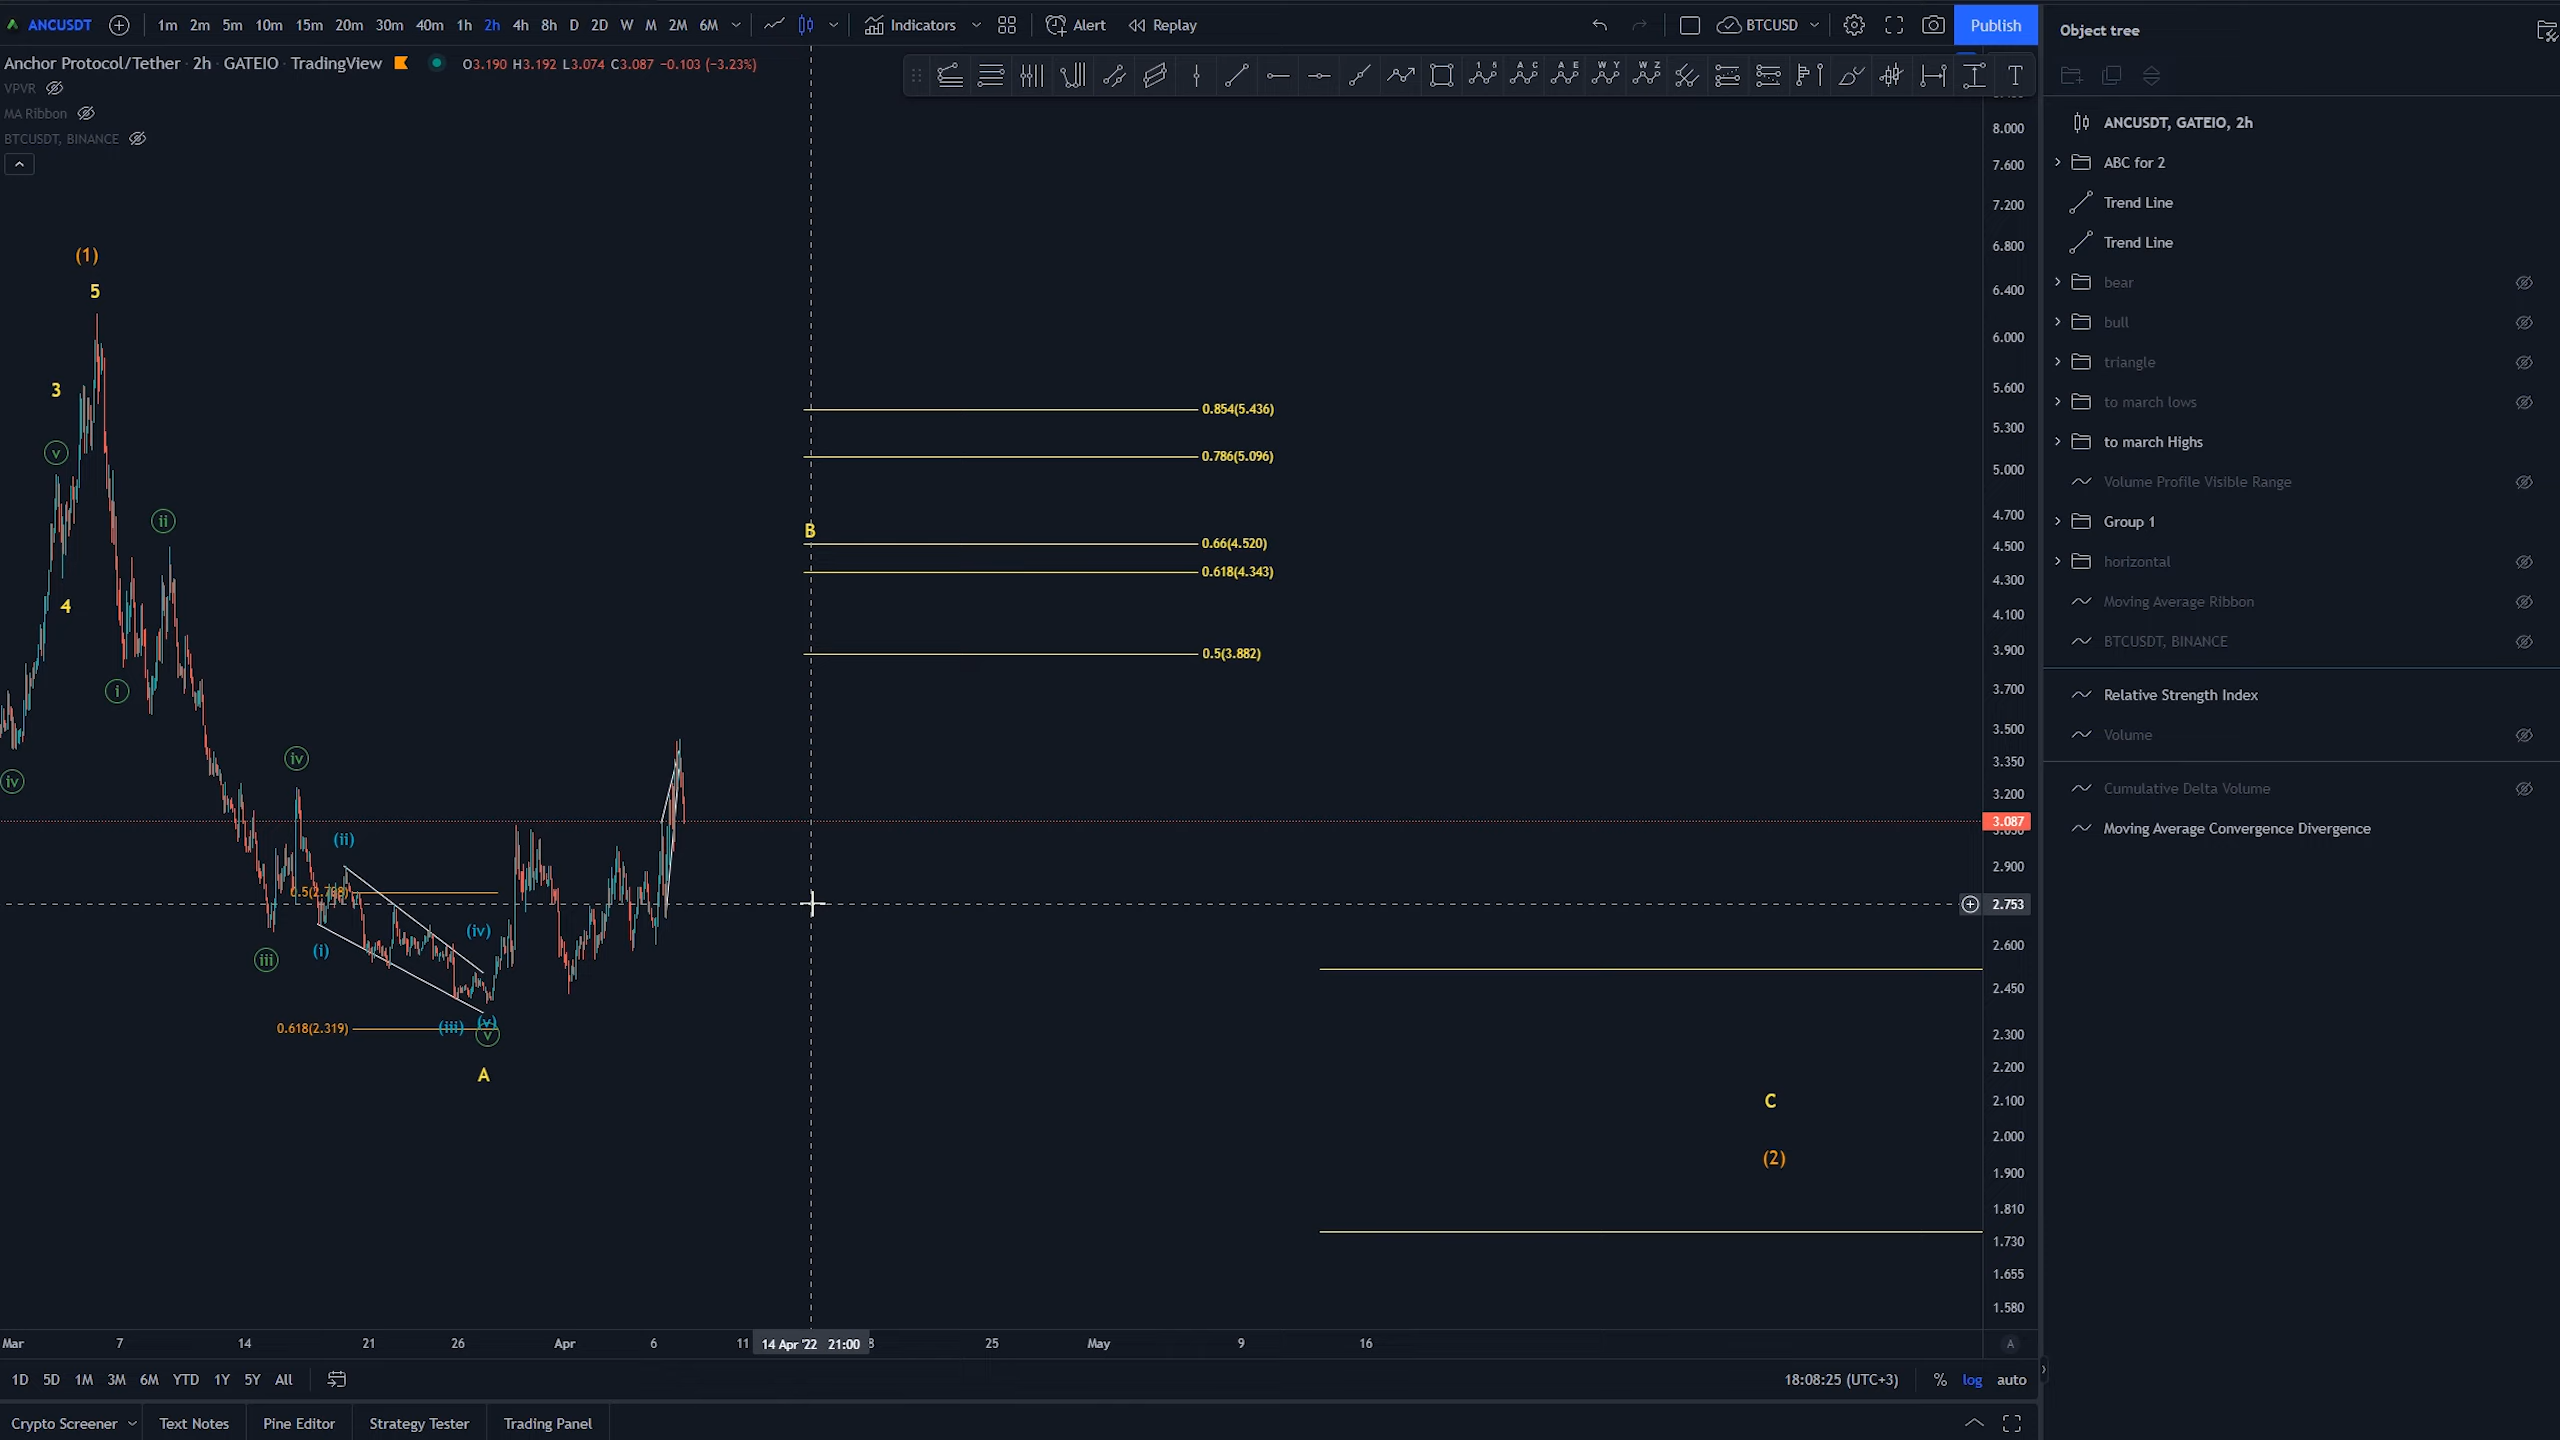 ANCUSDT 1m 2m 5m 10m 15m 20m 30m 40m 1h 2h 4h 8h D 2D W M 2M 6M Indicators Alert Replay BTCUSD Publish
Object tree
Anchor Protocol/Tether · 2h · GATEIO · TradingView O3.190 H3.192 L3.074 C3.087 −0.103 (−3.23%)
VPVR
MA Ribbon
BTCUSDT, BINANCE
ANCUSDT, GATEIO, 2h
ABC for 2
Trend Line
Trend Line
bear
bull
triangle
to march lows
to march Highs
Volume Profile Visible Range
Group 1
horizontal
Moving Average Ribbon
BTCUSDT, BINANCE
Relative Strength Index
Volume
Cumulative Delta Volume
Moving Average Convergence Divergence
(1)
5
3
v
4
ii
i
iv
iv
iii
(ii)
(i)
0.5(2.768)
(iv)
0.618(2.319)
(iii)
(v)
v
A
B
0.854(5.436)
0.786(5.096)
0.66(4.520)
0.618(4.343)
0.5(3.882)
C
(2)
8.000
7.600
7.200
6.800
6.400
6.000
5.600
5.300
5.000
4.700
4.500
4.300
4.100
3.900
3.700
3.500
3.350
3.200
3.087
2.900
2.753
2.600
2.450
2.300
2.200
2.100
2.000
1.900
1.810
1.730
1.655
1.580
Mar 7 14 21 26 Apr 6 11 14 Apr '22 21:00 8 25 May 9 16 A
1D 5D 1M 3M 6M YTD 1Y 5Y All 18:08:25 (UTC+3) % log auto
Crypto Screener Text Notes Pine Editor Strategy Tester Trading Panel